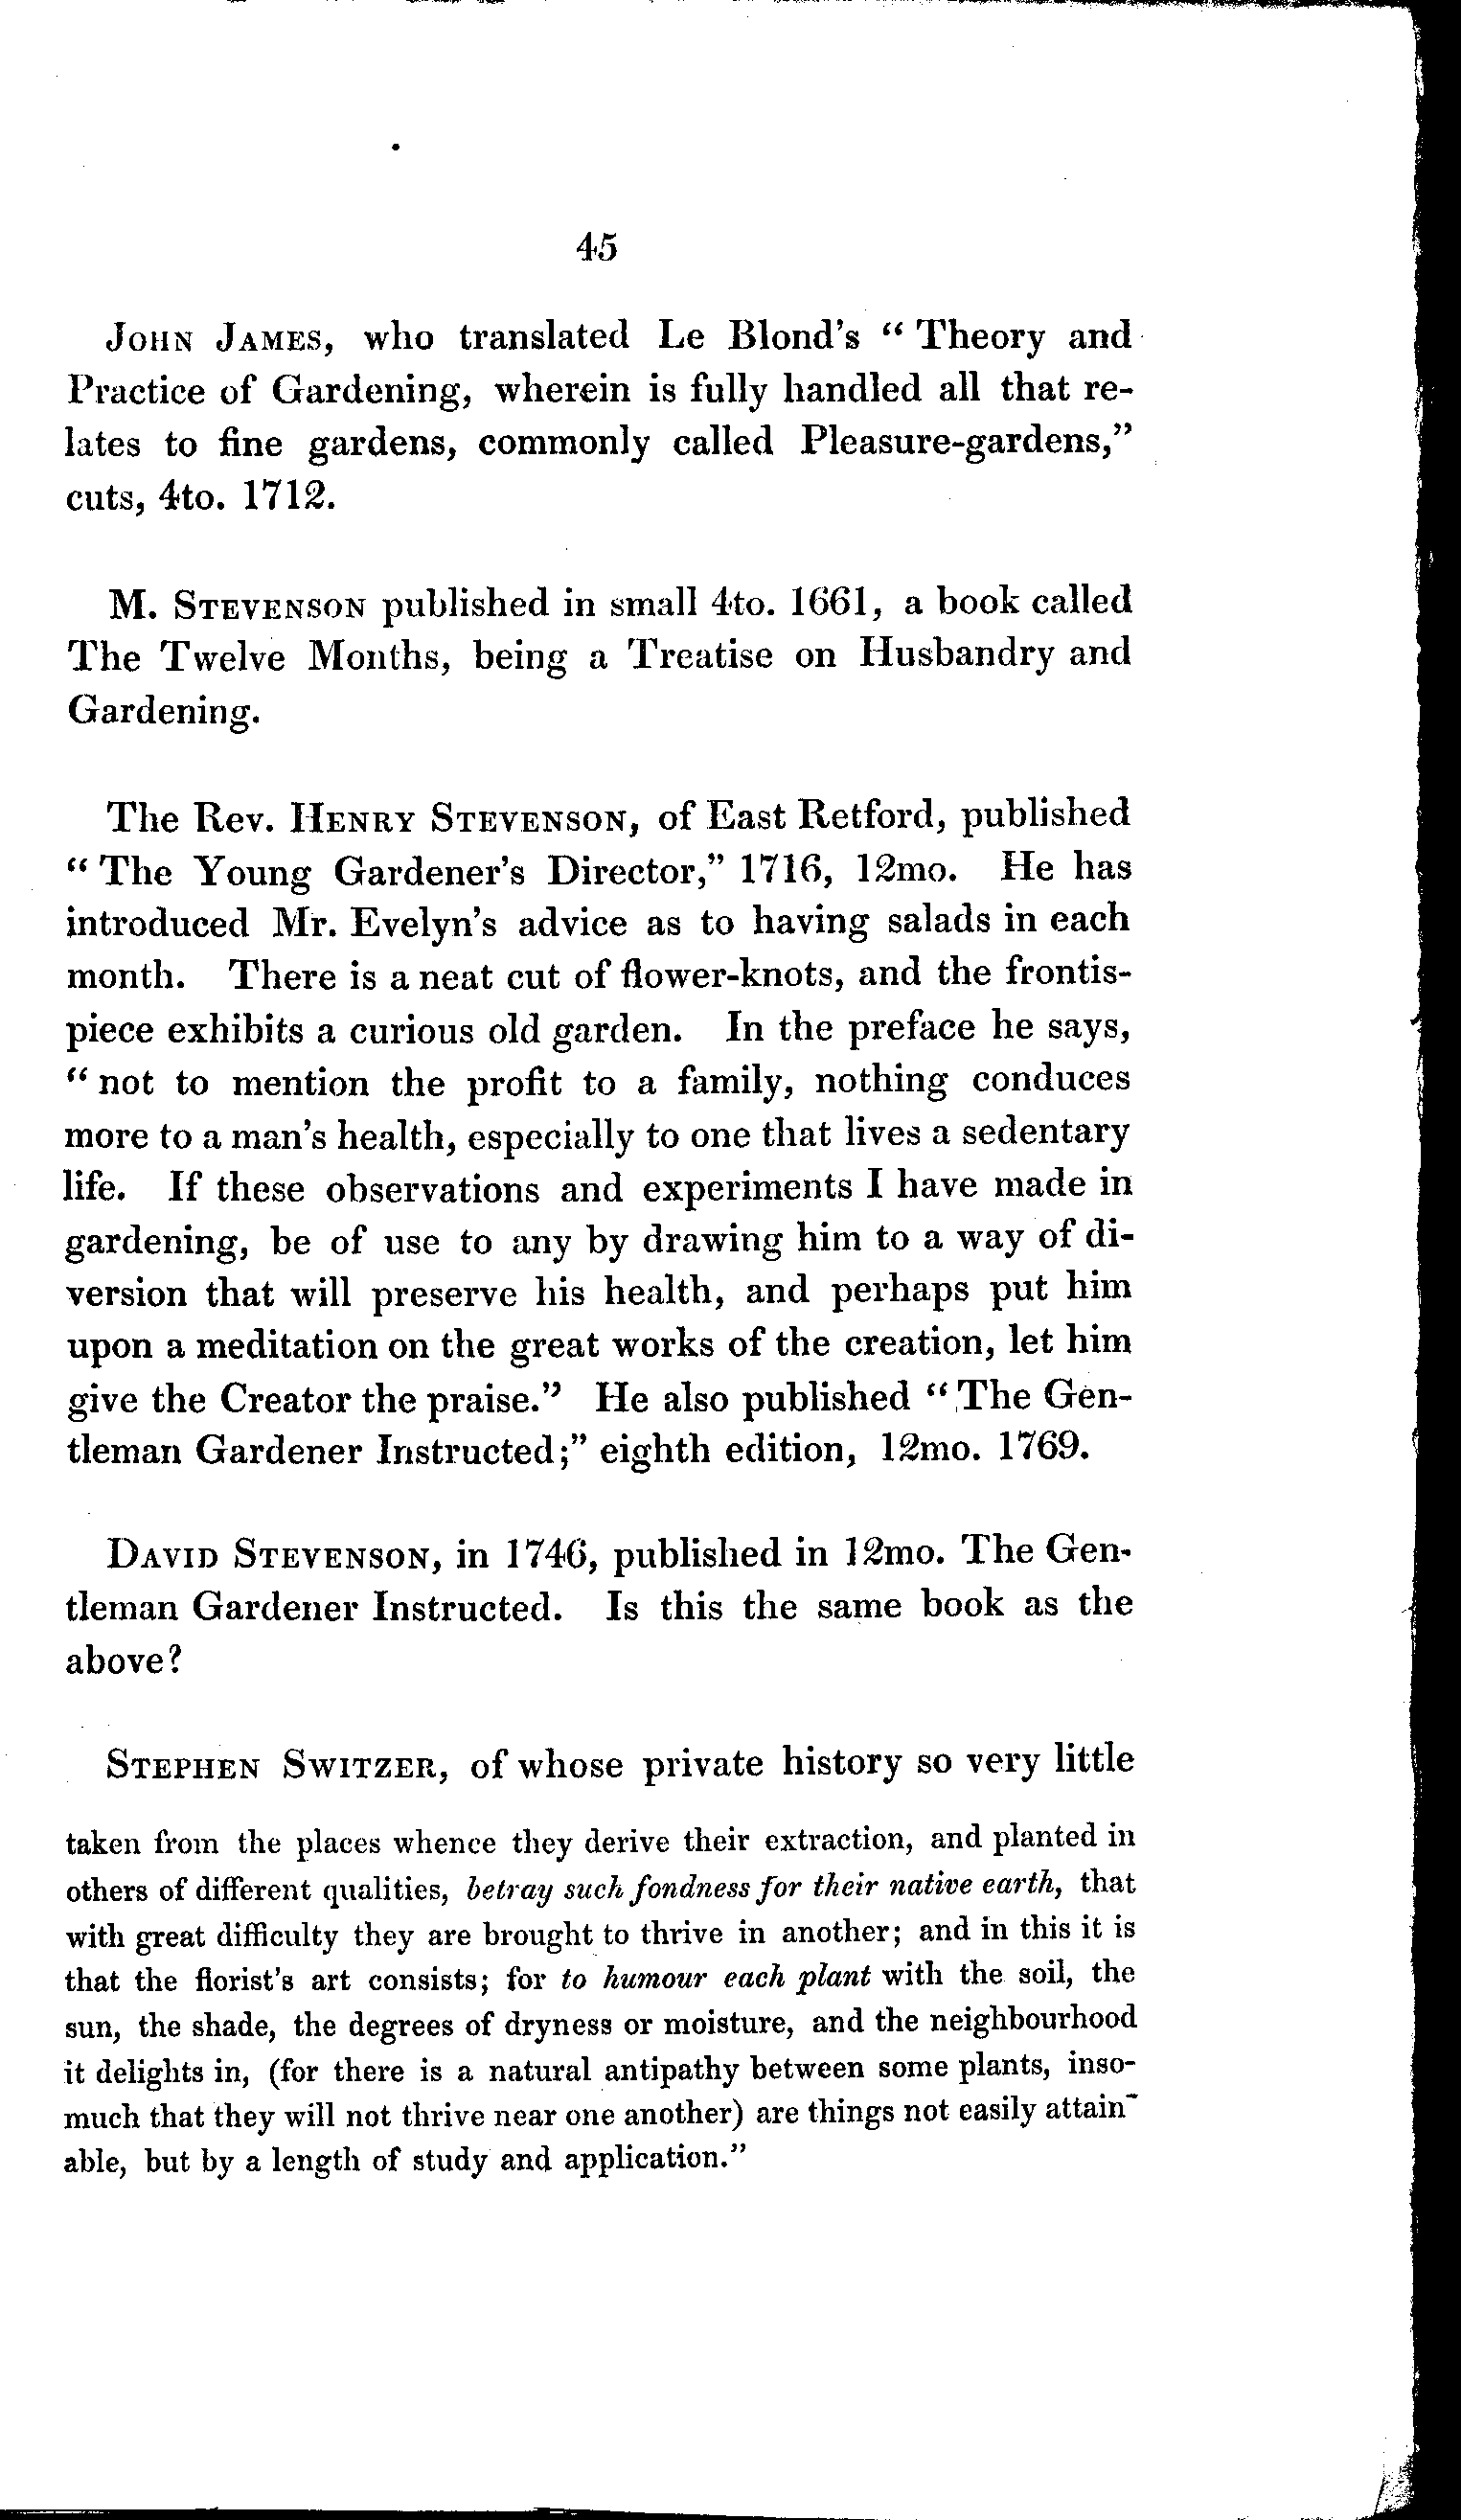 45
JOHN JAMES, who translated Le Blond's “ Theory and
Practice of Gardening, wherein is fully handled all that re-
lates to fine gardens, commonly called Pleasure-gardens,”
cuts, 4to. 1712.
M. STEVENSON published in small 4to. 1661, a book called
The Twelve Months, being a Treatise on Husbandry and
Gardening.
The Rev. HENRY STEVENSON, of East Retford, published
“ The Young Gardener's Director,” 1716, 12mo. He has
introduced Mr. Evelyn's advice as to having salads in each
month. There is a neat cut of flower-knots, and the frontis-
piece exhibits a curious old garden. In the preface he says,
“ not to mention the profit to a family, nothing conduces
more to a man's health, especially to one that lives a sedentary
life. If these observations and experiments I have made in
gardening, be of use to any by drawing him to a way of di-
version that will preserve his health, and perhaps put him
upon a meditation on the great works of the creation, let him
give the Creator the praise.” He also published “ The Gen-
tleman Gardener Instructed;” eighth edition, 12mo. 1769.
DAVID STEVENSON, in 1746, published in 12mo. The Gen-
tleman Gardener Instructed. Is this the same book as the
above?
STEPHEN SWITZER, of whose private history so very little
taken from the places whence they derive their extraction, and planted in
others of different qualities, betray such fondness for their native earth, that
with great difficulty they are brought to thrive in another; and in this it is
that the florist's art consists; for to humour each plant with the soil, the
sun, the shade, the degrees of dryness or moisture, and the neighbourhood
it delights in, (for there is a natural antipathy between some plants, inso-
much that they will not thrive near one another) are things not easily attain-
able, but by a length of study and application.”